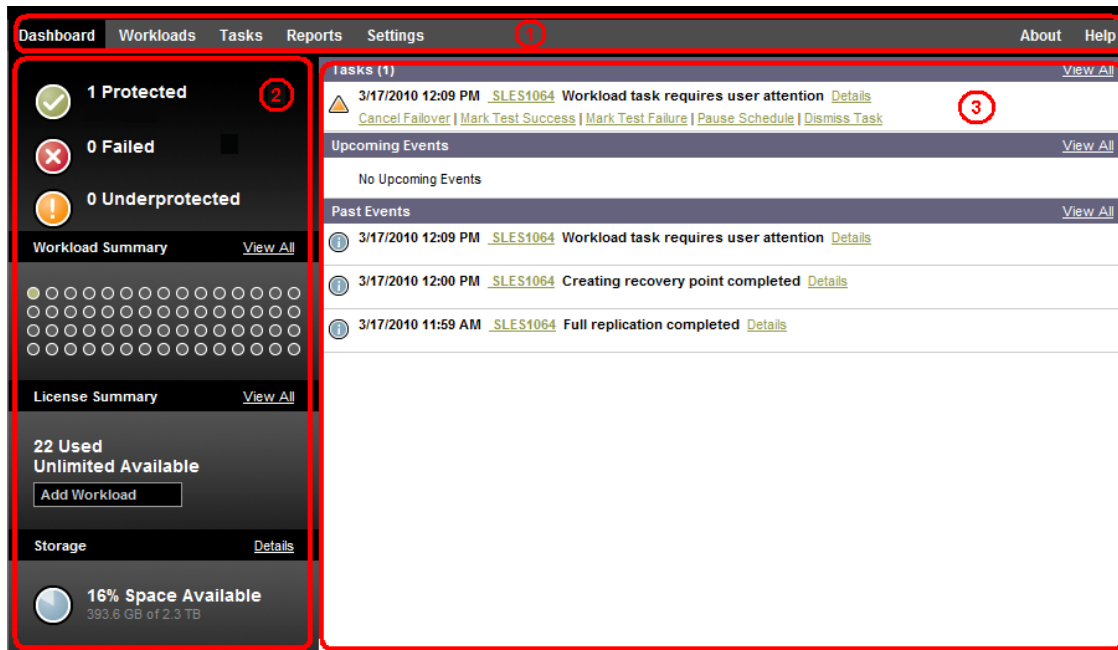 Dashboard Workloads Tasks Reports Settings 1 About Help
2
1 Protected
0 Failed
0 Underprotected
Workload Summary View All
License Summary View All
22 Used
Unlimited Available
Add Workload
Storage Details
16% Space Available
393.6 GB of 2.3 TB
Tasks (1) View All
3
3/17/2010 12:09 PM _SLES1064 Workload task requires user attention Details
Cancel Failover | Mark Test Success | Mark Test Failure | Pause Schedule | Dismiss Task
Upcoming Events View All
No Upcoming Events
Past Events View All
3/17/2010 12:09 PM _SLES1064 Workload task requires user attention Details
3/17/2010 12:00 PM _SLES1064 Creating recovery point completed Details
3/17/2010 11:59 AM _SLES1064 Full replication completed Details